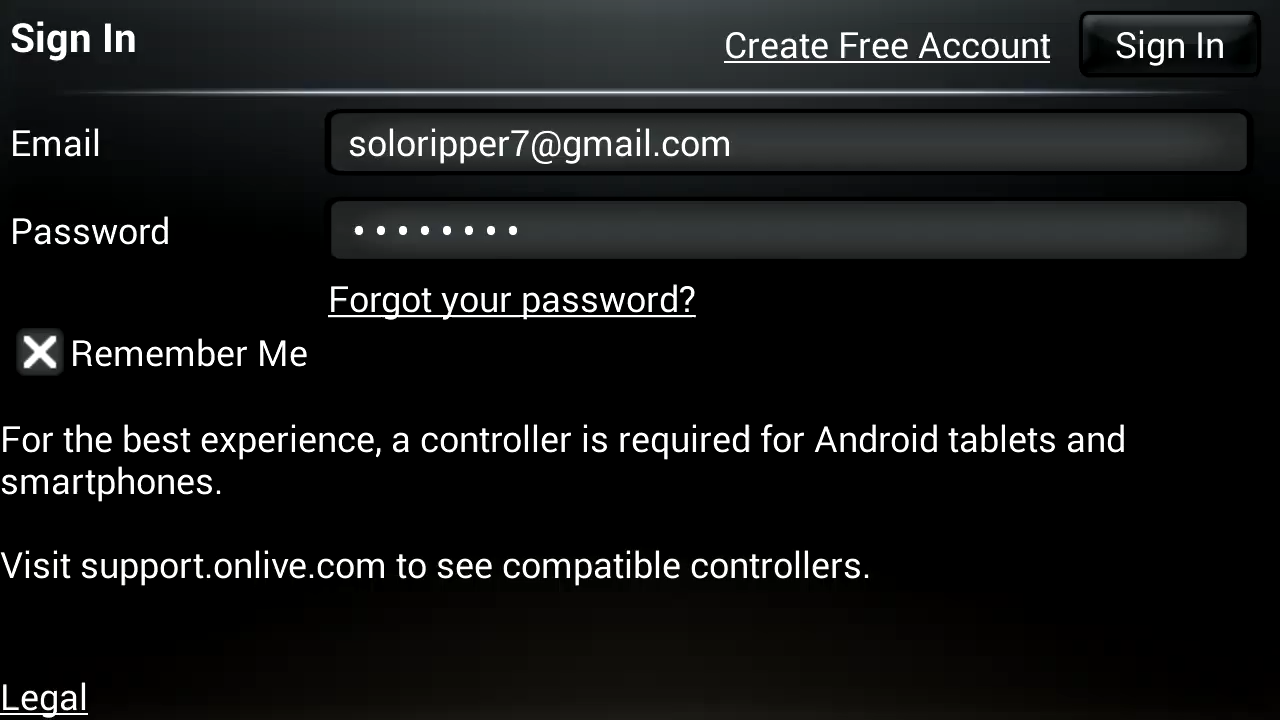 Sign In
Create Free Account
Sign In
Email
soloripper7@gmail.com
Password
••••••••
Forgot your password?
Remember Me
For the best experience, a controller is required for Android tablets and
smartphones.
Visit support.onlive.com to see compatible controllers.
Legal